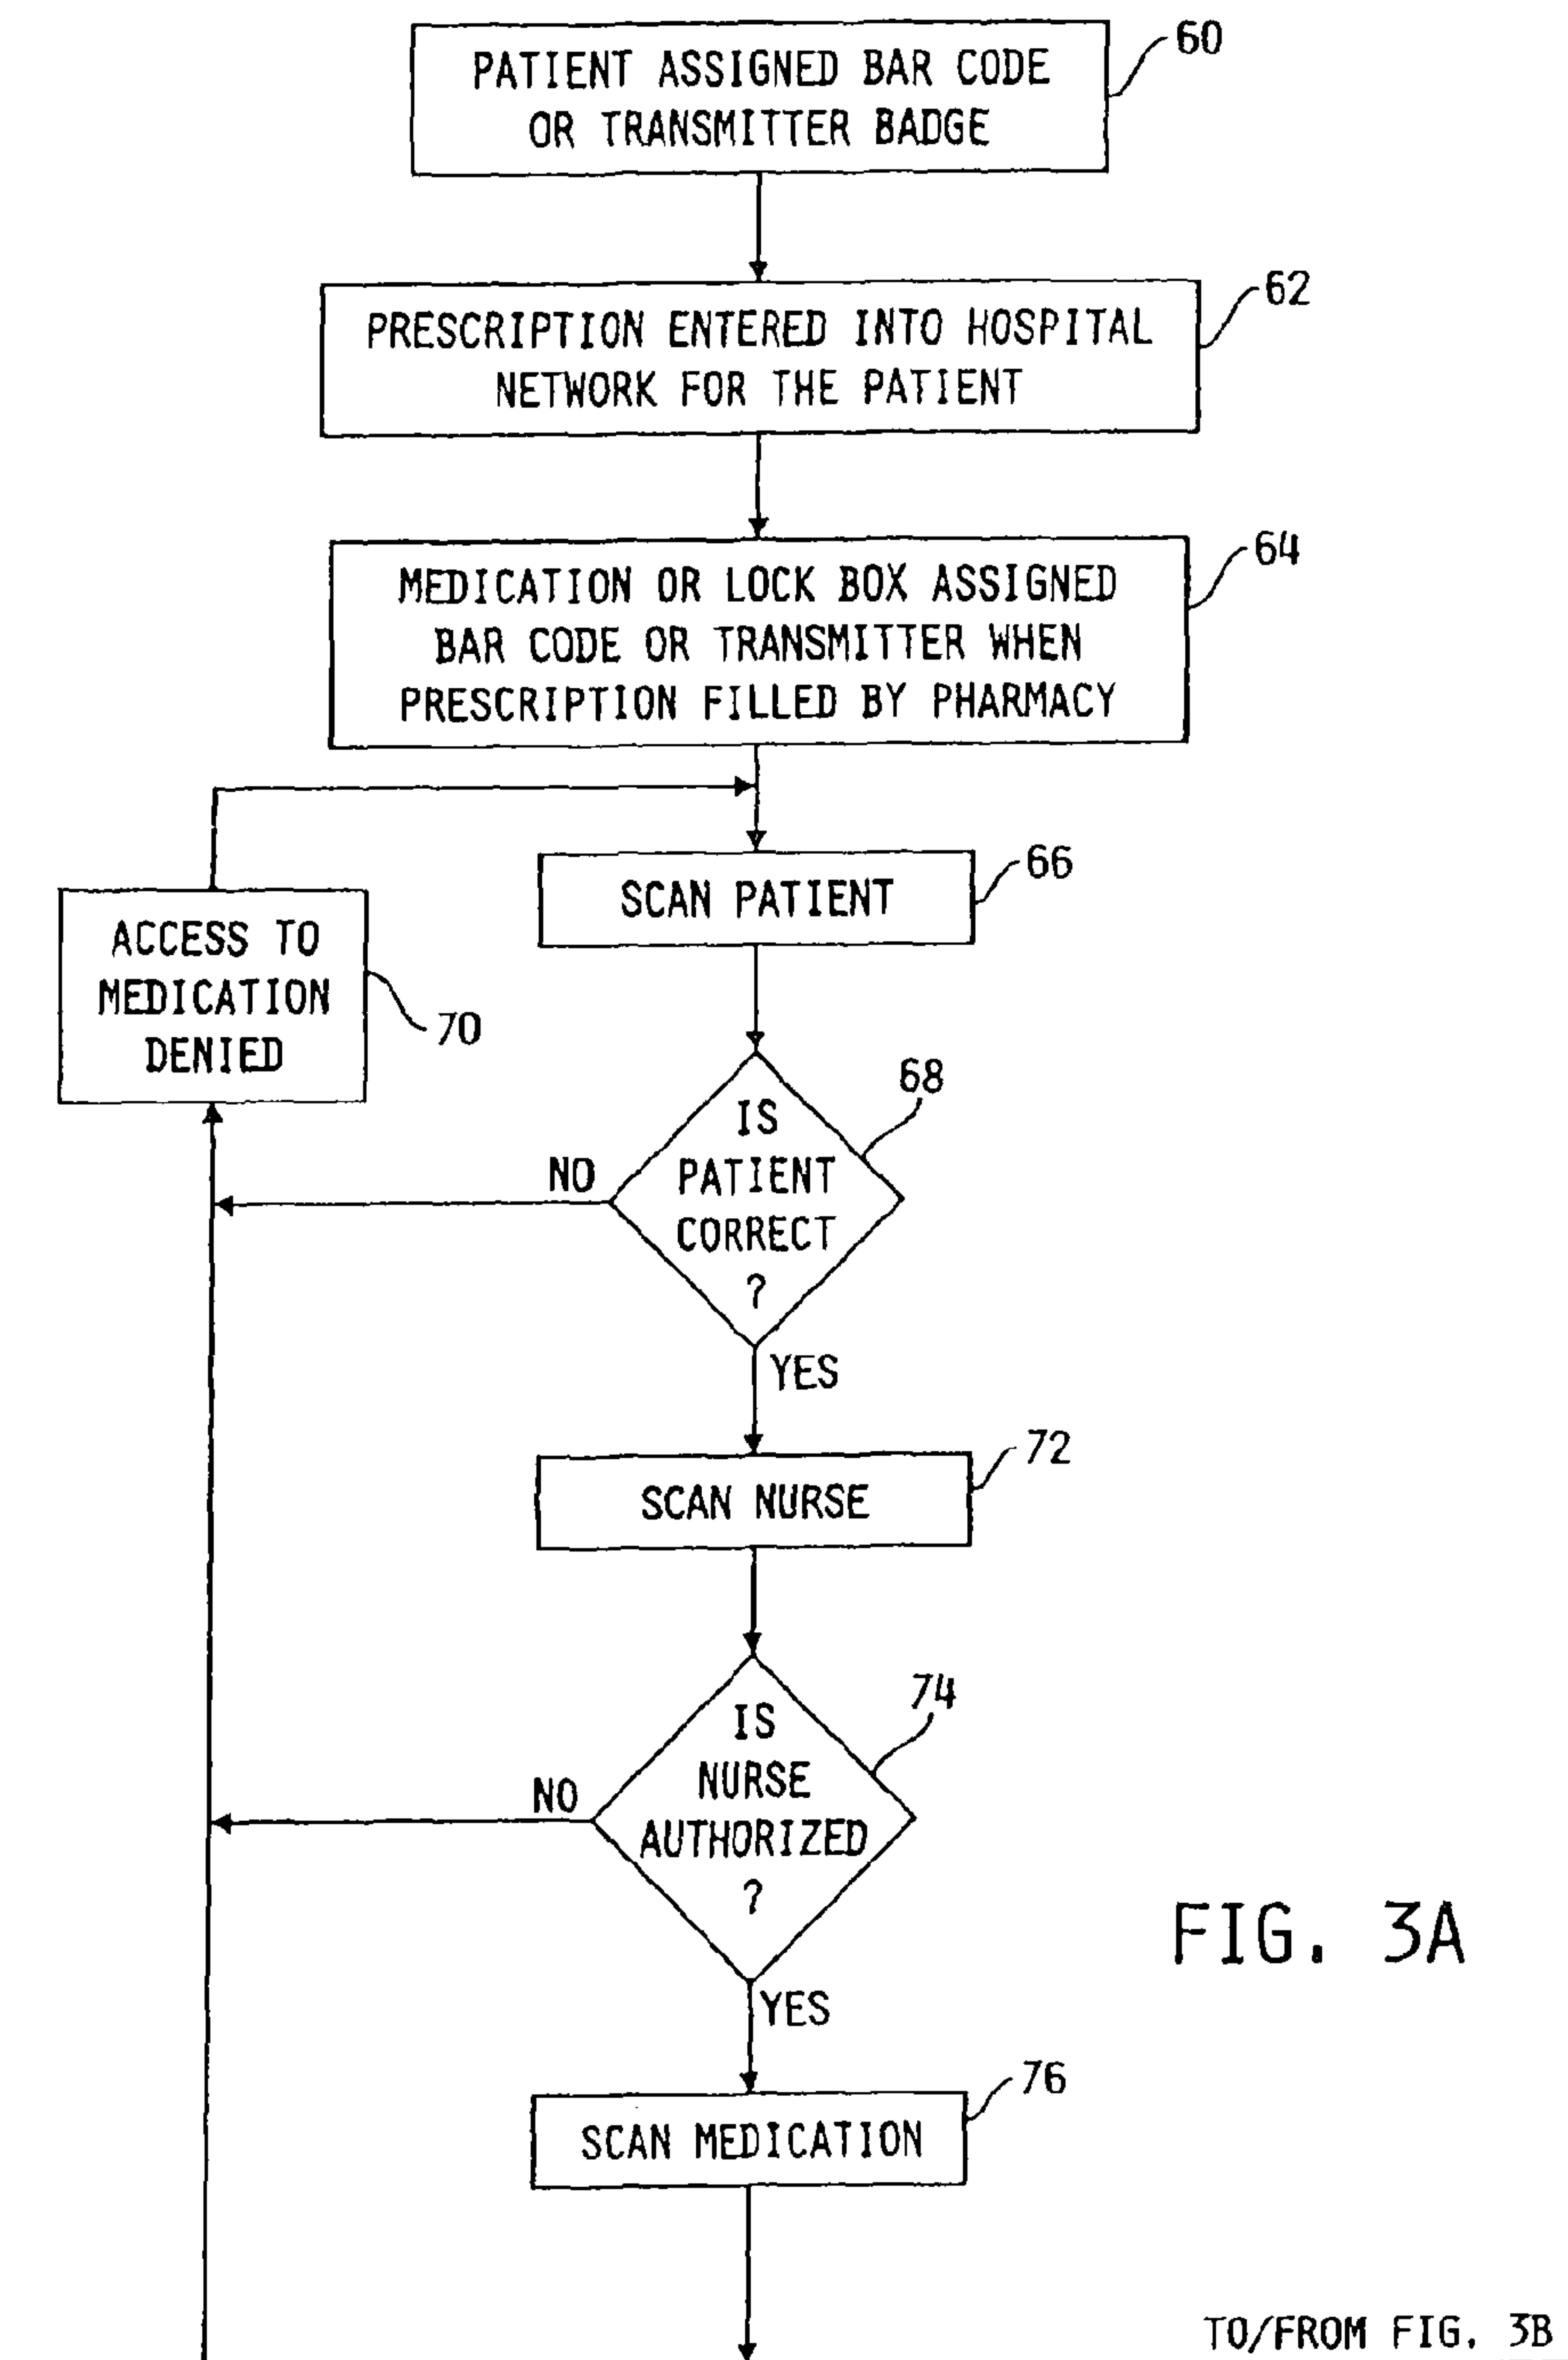 PATIENT ASSIGNED BAR CODE
OR TRANSMITTER BADGE
60
PRESCRIPTION ENTERED INTO HOSPITAL
NETWORK FOR THE PATIENT
62
MEDICATION OR LOCK BOX ASSIGNED
BAR CODE OR TRANSMITTER WHEN
PRESCRIPTION FILLED BY PHARMACY
64
SCAN PATIENT
66
ACCESS TO
MEDICATION
DENIED
70
IS
PATIENT
CORRECT
?
68
NO
YES
SCAN NURSE
72
IS
NURSE
AUTHORIZED
?
74
NO
YES
SCAN MEDICATION
76
FIG. 3A
TO/FROM FIG. 3B